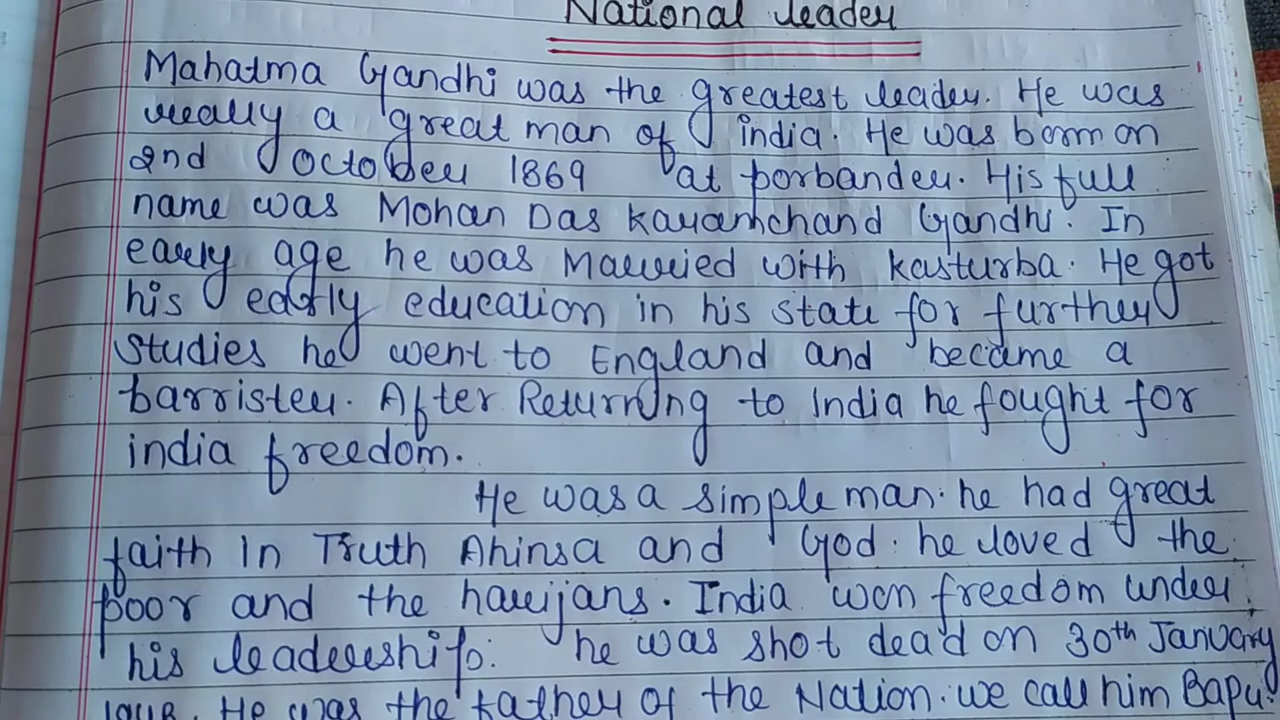 National leader
Mahatma Gandhi was the greatest leader. He was
really a great man of india. He was born on
2nd October 1869 at porbander. His full
name was Mohan Das Karamchand Gandhi. In
early age he was Married with kasturba. He got
his early education in his state for further
studies he went to England and became a
barrister. After Returning to India he fought for
india freedom.
He was a simple man. he had great
faith in Truth Ahinsa and God. he loved the
poor and the harijans. India won freedom under
his leadership. he was shot dead on 30th January
He was the father of the Nation. we call him Bapu.